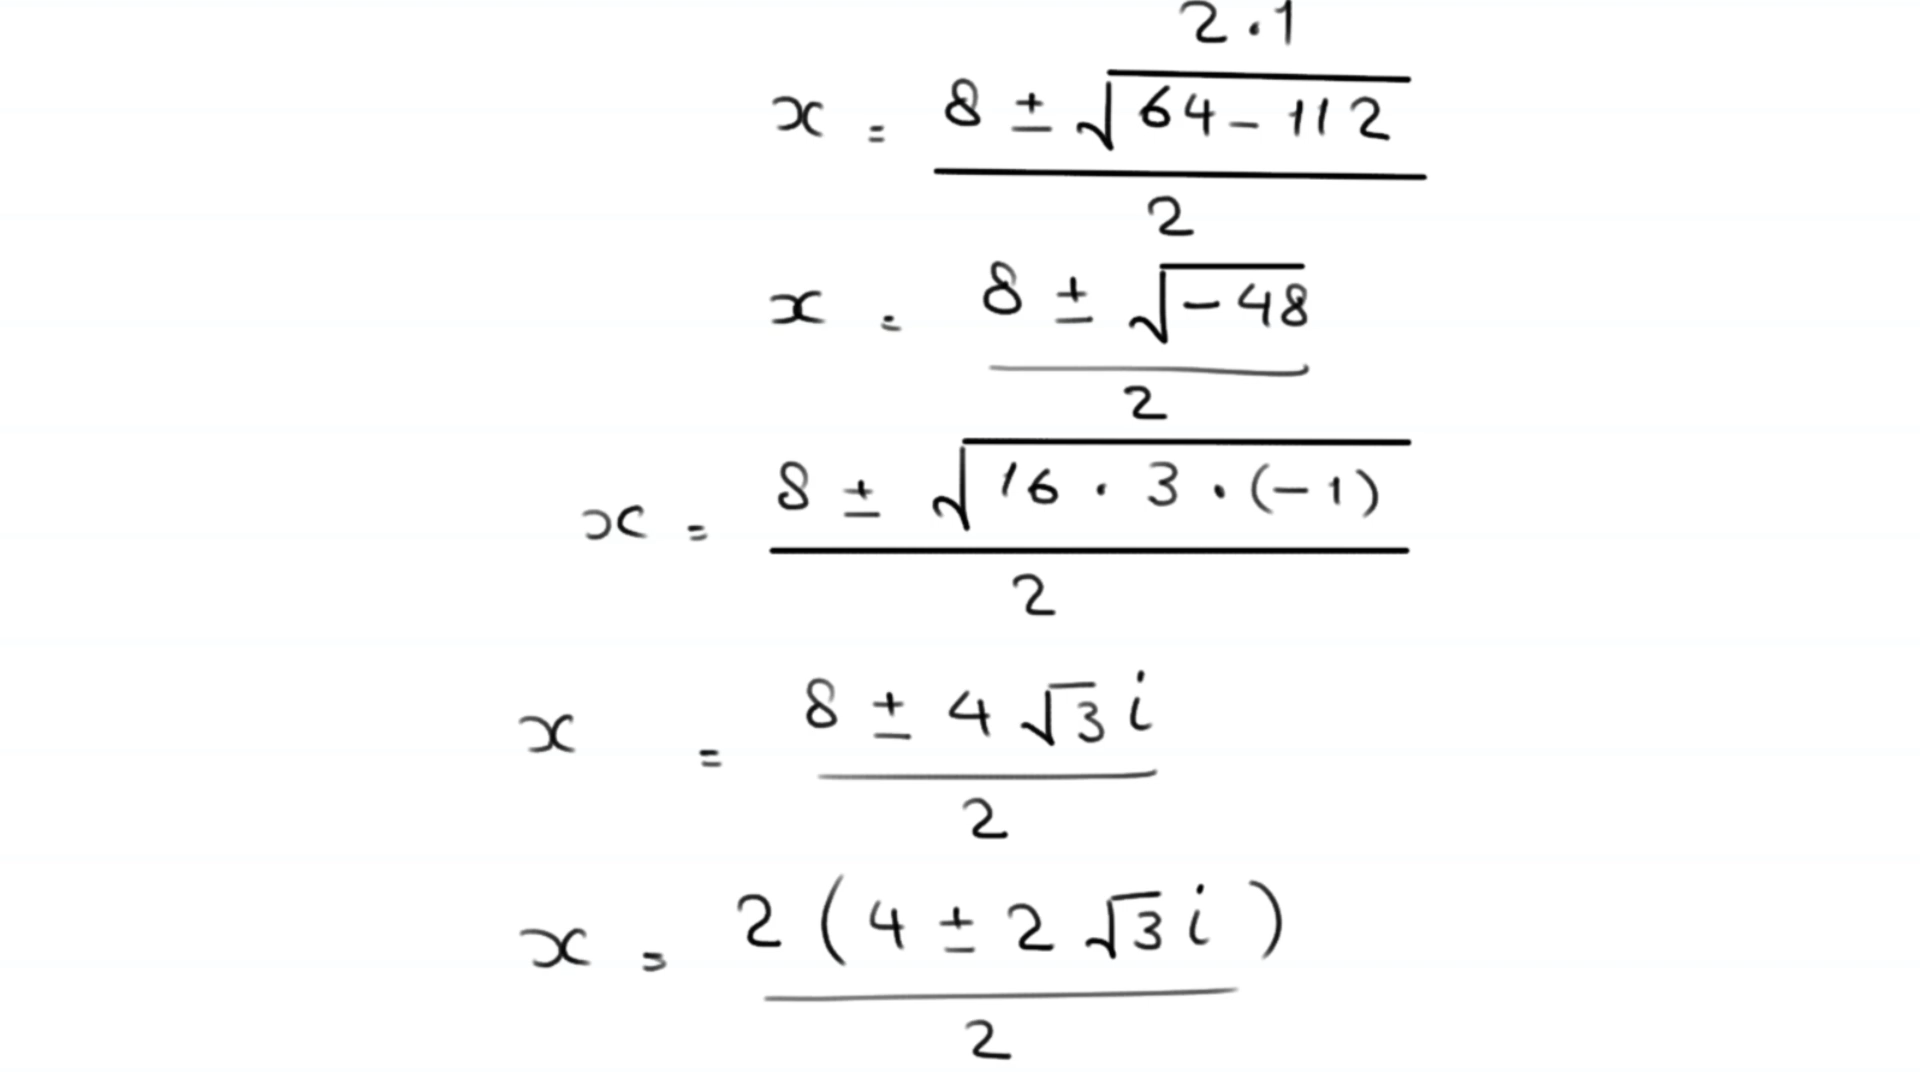 2 · 1
x = (8 ± √(64 - 112)) / 2
x = (8 ± √(-48)) / 2
x = (8 ± √(16 · 3 · (-1))) / 2
x = (8 ± 4 √3 i) / 2
x = (2 (4 ± 2 √3 i)) / 2